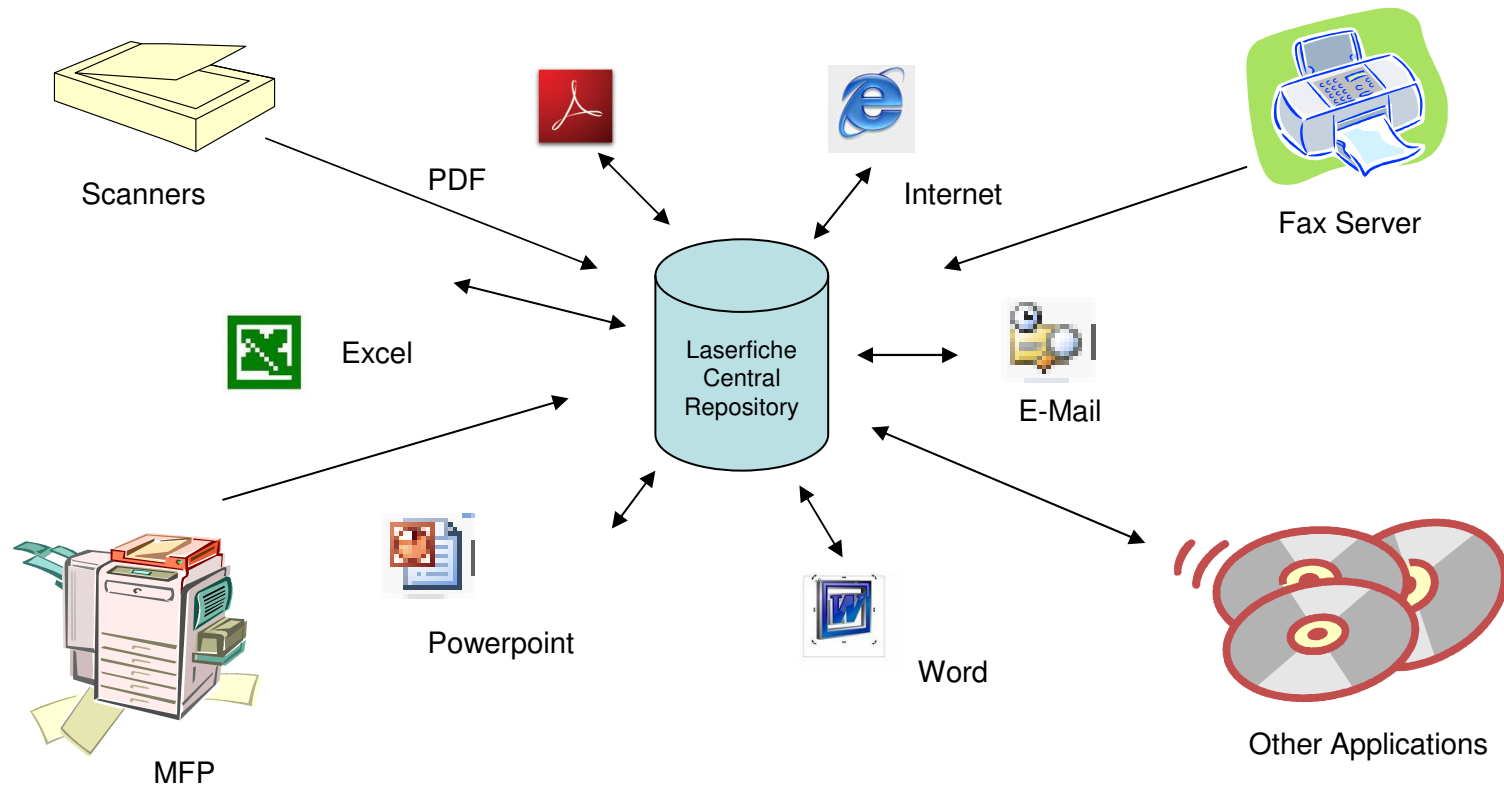 PDF
Scanners
Internet
Fax Server
Excel
Laserfiche
Central
Repository
E-Mail
Powerpoint
Word
MFP
Other Applications